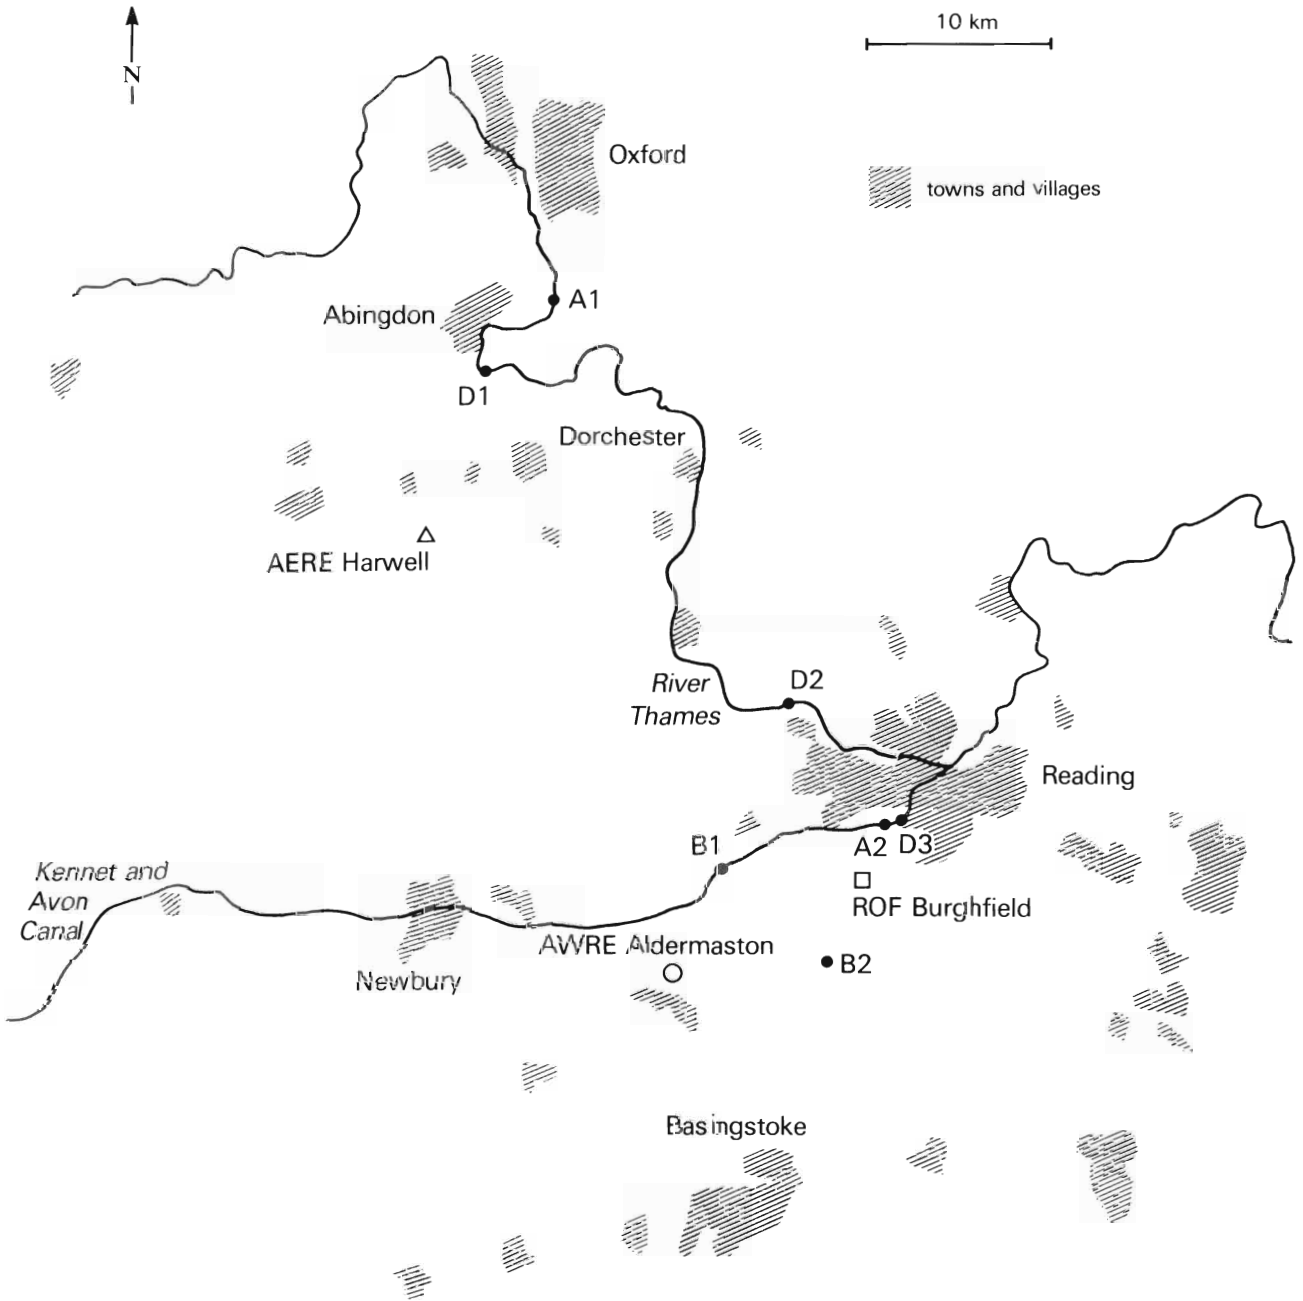 10 km
N
Oxford
towns and villages
A1
Abingdon
D1
Dorchester
AERE Harwell
River
Thames
D2
Reading
B1
A2
D3
Kennet and
Avon
Canal
ROF Burghfield
AWRE Aldermaston
B2
Newbury
Basingstoke